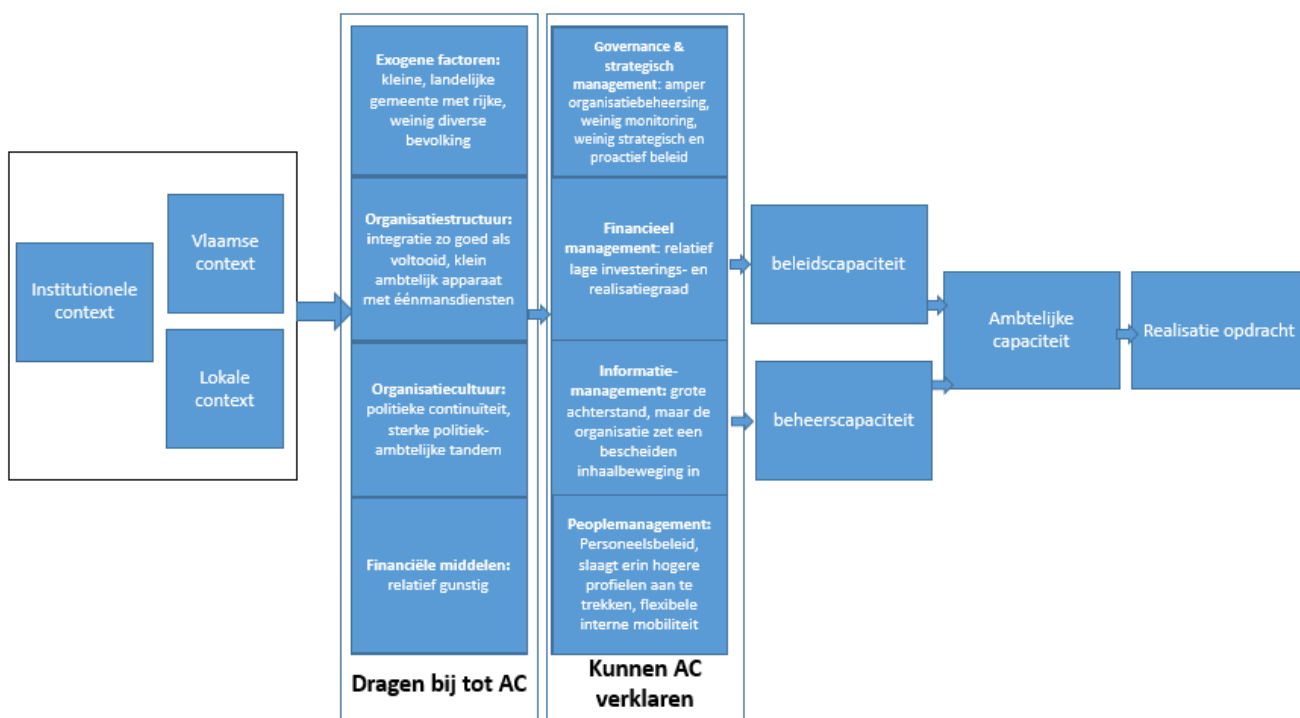 Institutionele
context
Vlaamse
context
Lokale
context
Exogene factoren:
kleine, landelijke
gemeente met rijke,
weinig diverse
bevolking
Organisatiestructuur:
integratie zo goed als
voltooid, klein
ambtelijk apparaat
met éénmansdiensten
Organisatiecultuur:
politieke continuïteit,
sterke politiek-
ambtelijke tandem
Financiële middelen:
relatief gunstig
Dragen bij tot AC
Governance &
strategisch
management: amper
organisatiebeheersing,
weinig monitoring,
weinig strategisch en
proactief beleid
Financieel
management: relatief
lage investerings- en
realisatiegraad
Informatie-
management: grote
achterstand, maar de
organisatie zet een
bescheiden
inhaalbeweging in
Peoplemanagement:
Personeelsbeleid,
slaagt erin hogere
profielen aan te
trekken, flexibele
interne mobiliteit
Kunnen AC
verklaren
beleidscapaciteit
beheerscapaciteit
Ambtelijke
capaciteit
Realisatie opdracht